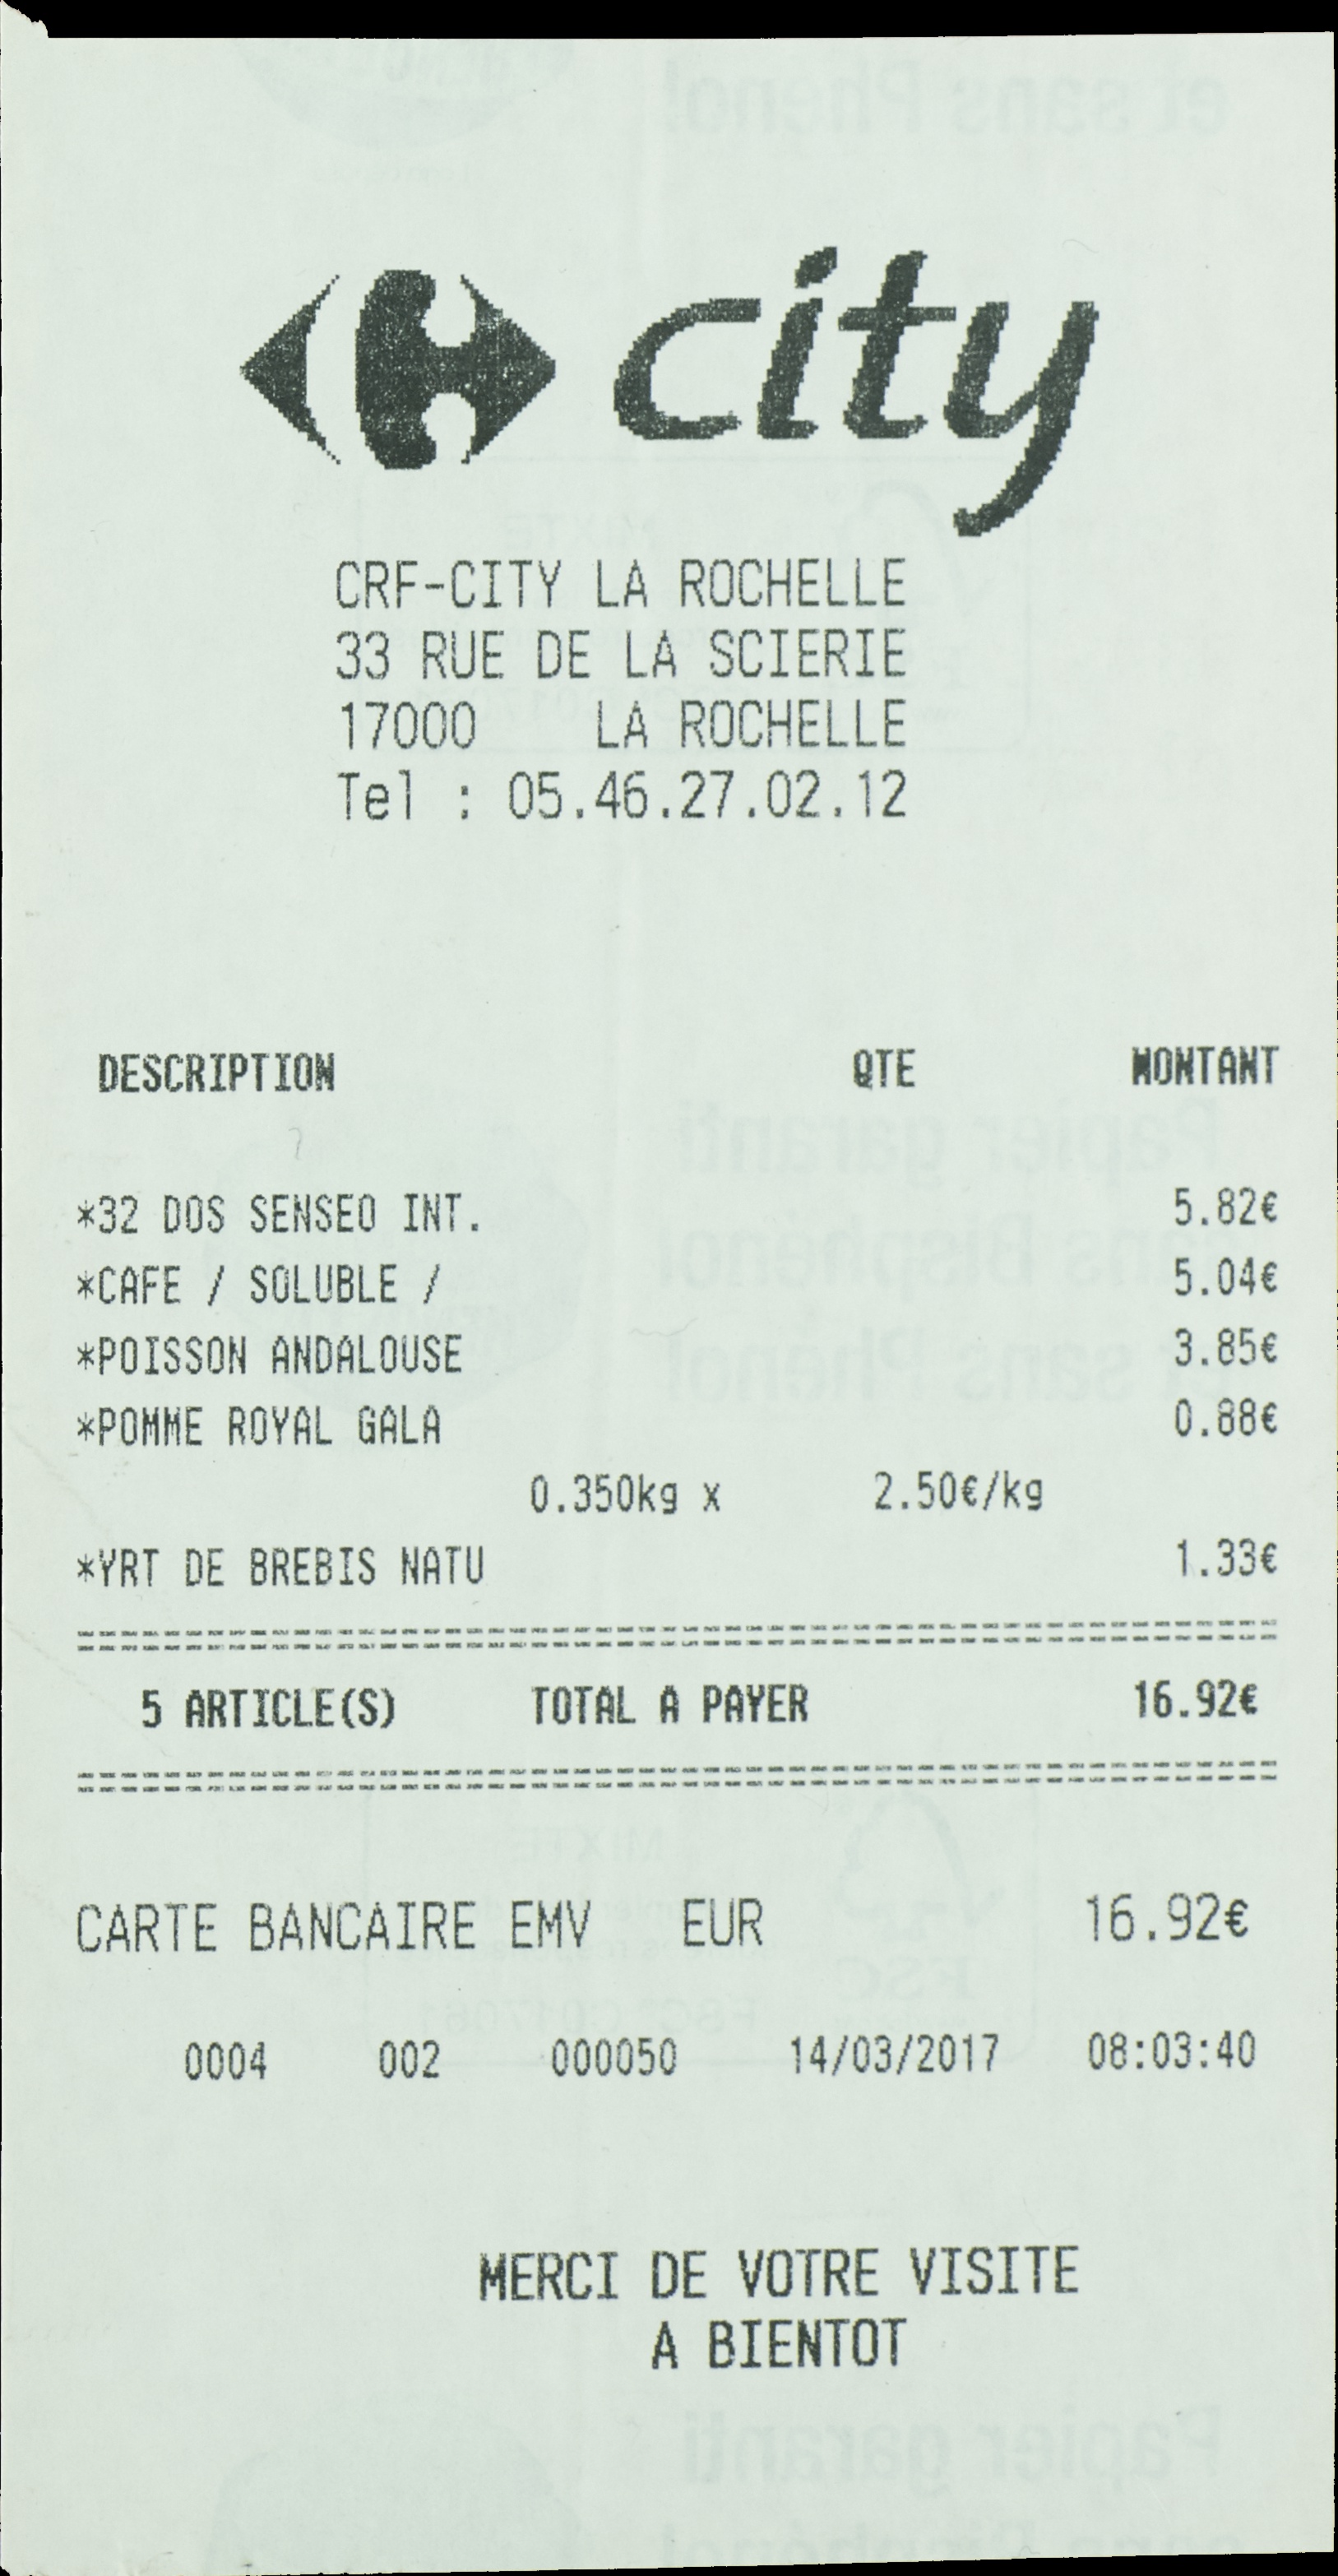 city
CRF-CITY LA ROCHELLE
33 RUE DE LA SCIERIE
17000 LA ROCHELLE
Tel : 05.46.27.02.12
DESCRIPTION QTE MONTANT
*32 DOS SENSEO INT. 5.82€
*CAFE / SOLUBLE / 5.04€
*POISSON ANDALOUSE 3.85€
*POMME ROYAL GALA 0.88€
0.350kg x 2.50€/kg
*YRT DE BREBIS NATU 1.33€
5 ARTICLE(S) TOTAL A PAYER 16.92€
CARTE BANCAIRE EMV EUR 16.92€
0004 002 000050 14/03/2017 08:03:40
MERCI DE VOTRE VISITE
A BIENTOT